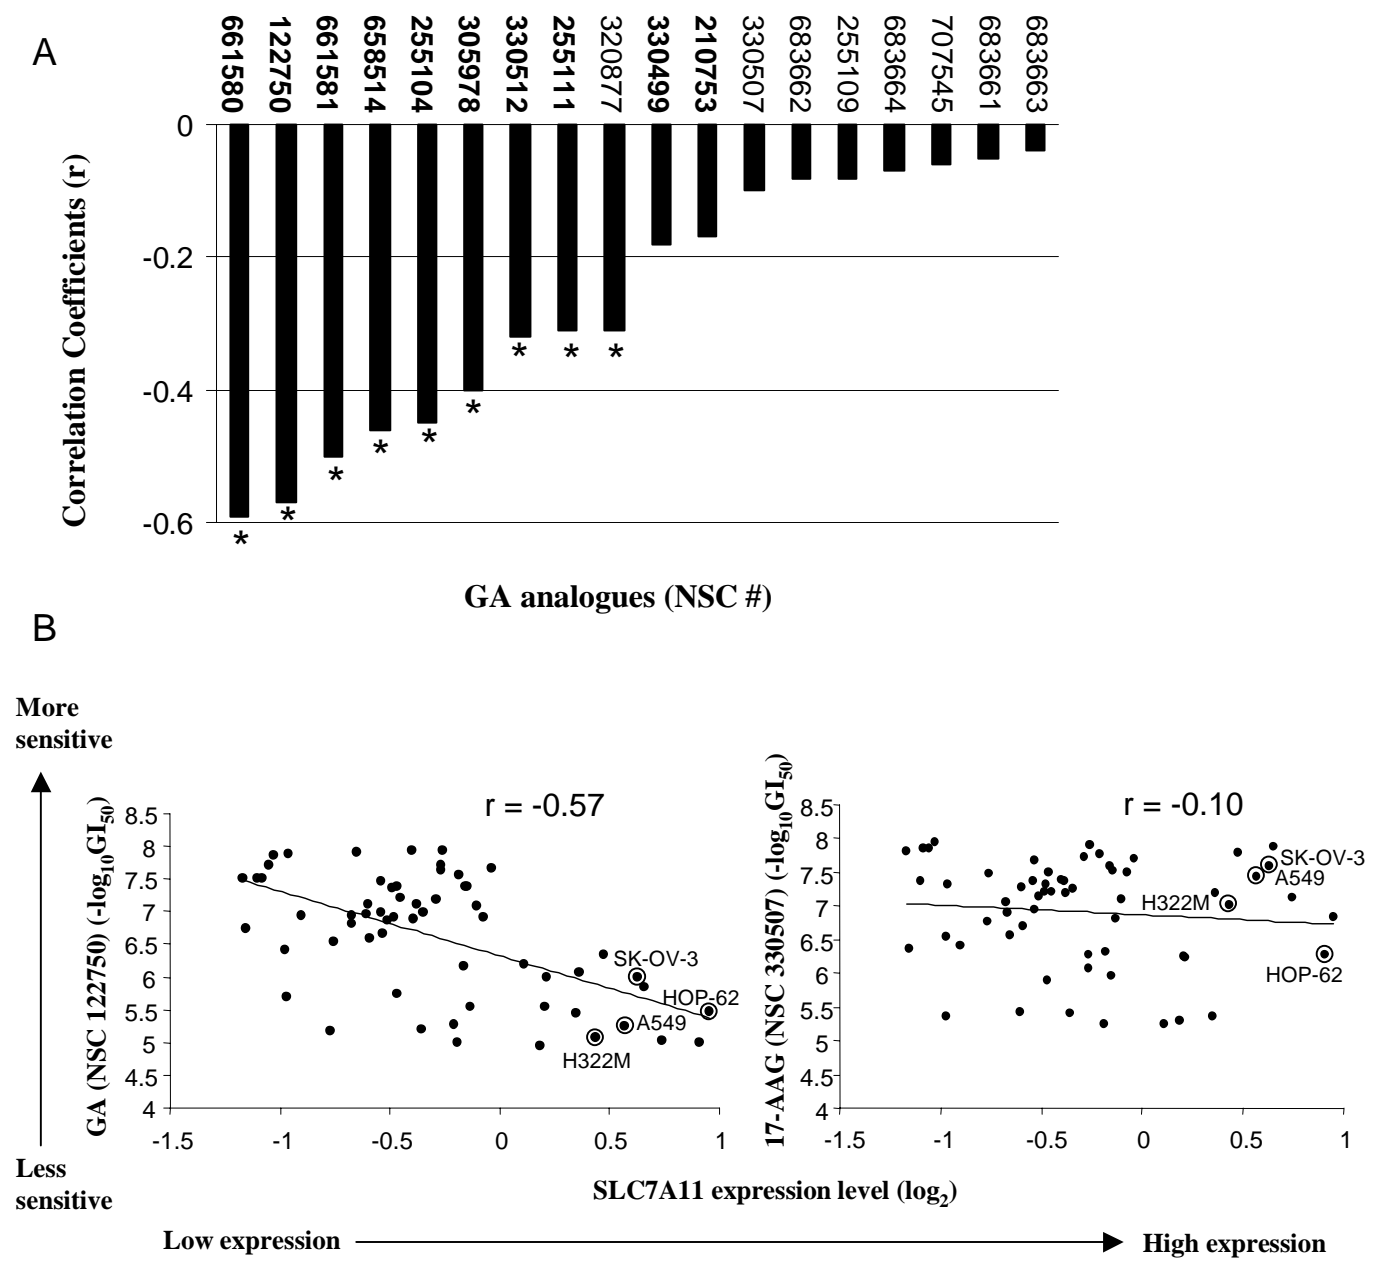 A
661580 122750 661581 658514 255104 305978 330512 255111 320877 330499 210753 330507 683662 255109 683664 707545 683661 683663
0
-0.2
-0.4
-0.6
Correlation Coefficients (r)
* * * * * * * * *
GA analogues (NSC #)
B
More
sensitive
Less
sensitive
GA (NSC 122750) (-log10GI50)
r = -0.57
8.5
8
7.5
7
6.5
6
5.5
5
4.5
4
SK-OV-3
HOP-62
A549
H322M
-1.5 -1 -0.5 0 0.5 1
17-AAG (NSC 330507) (-log10GI50)
r = -0.10
8.5
8
7.5
7
6.5
6
5.5
5
4.5
4
SK-OV-3
A549
H322M
HOP-62
-1.5 -1 -0.5 0 0.5 1
SLC7A11 expression level (log2)
Low expression
High expression